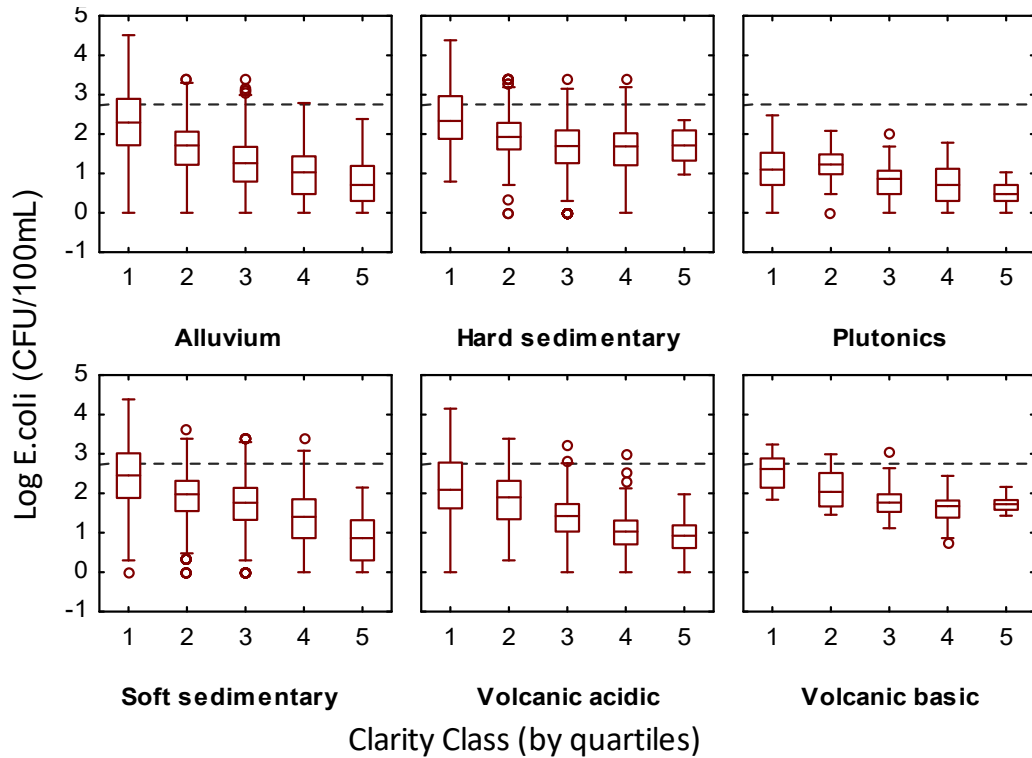 Log E.coli (CFU/100mL)
5
4
3
2
1
0
-1
1 2 3 4 5 1 2 3 4 5 1 2 3 4 5
Alluvium Hard sedimentary Plutonics
5
4
3
2
1
0
-1
1 2 3 4 5 1 2 3 4 5 1 2 3 4 5
Soft sedimentary Volcanic acidic Volcanic basic
Clarity Class (by quartiles)